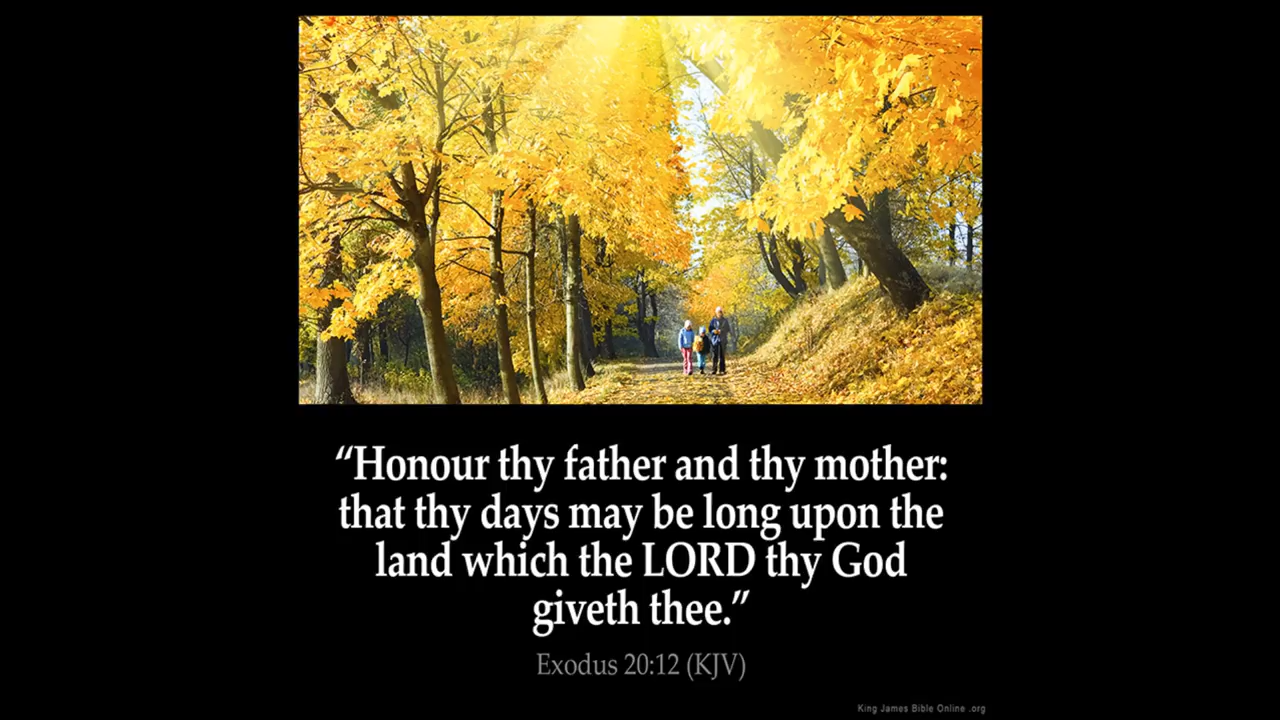 “Honour thy father and thy mother:
that thy days may be long upon the
land which the LORD thy God
giveth thee.”
Exodus 20:12 (KJV)
King James Bible Online .org